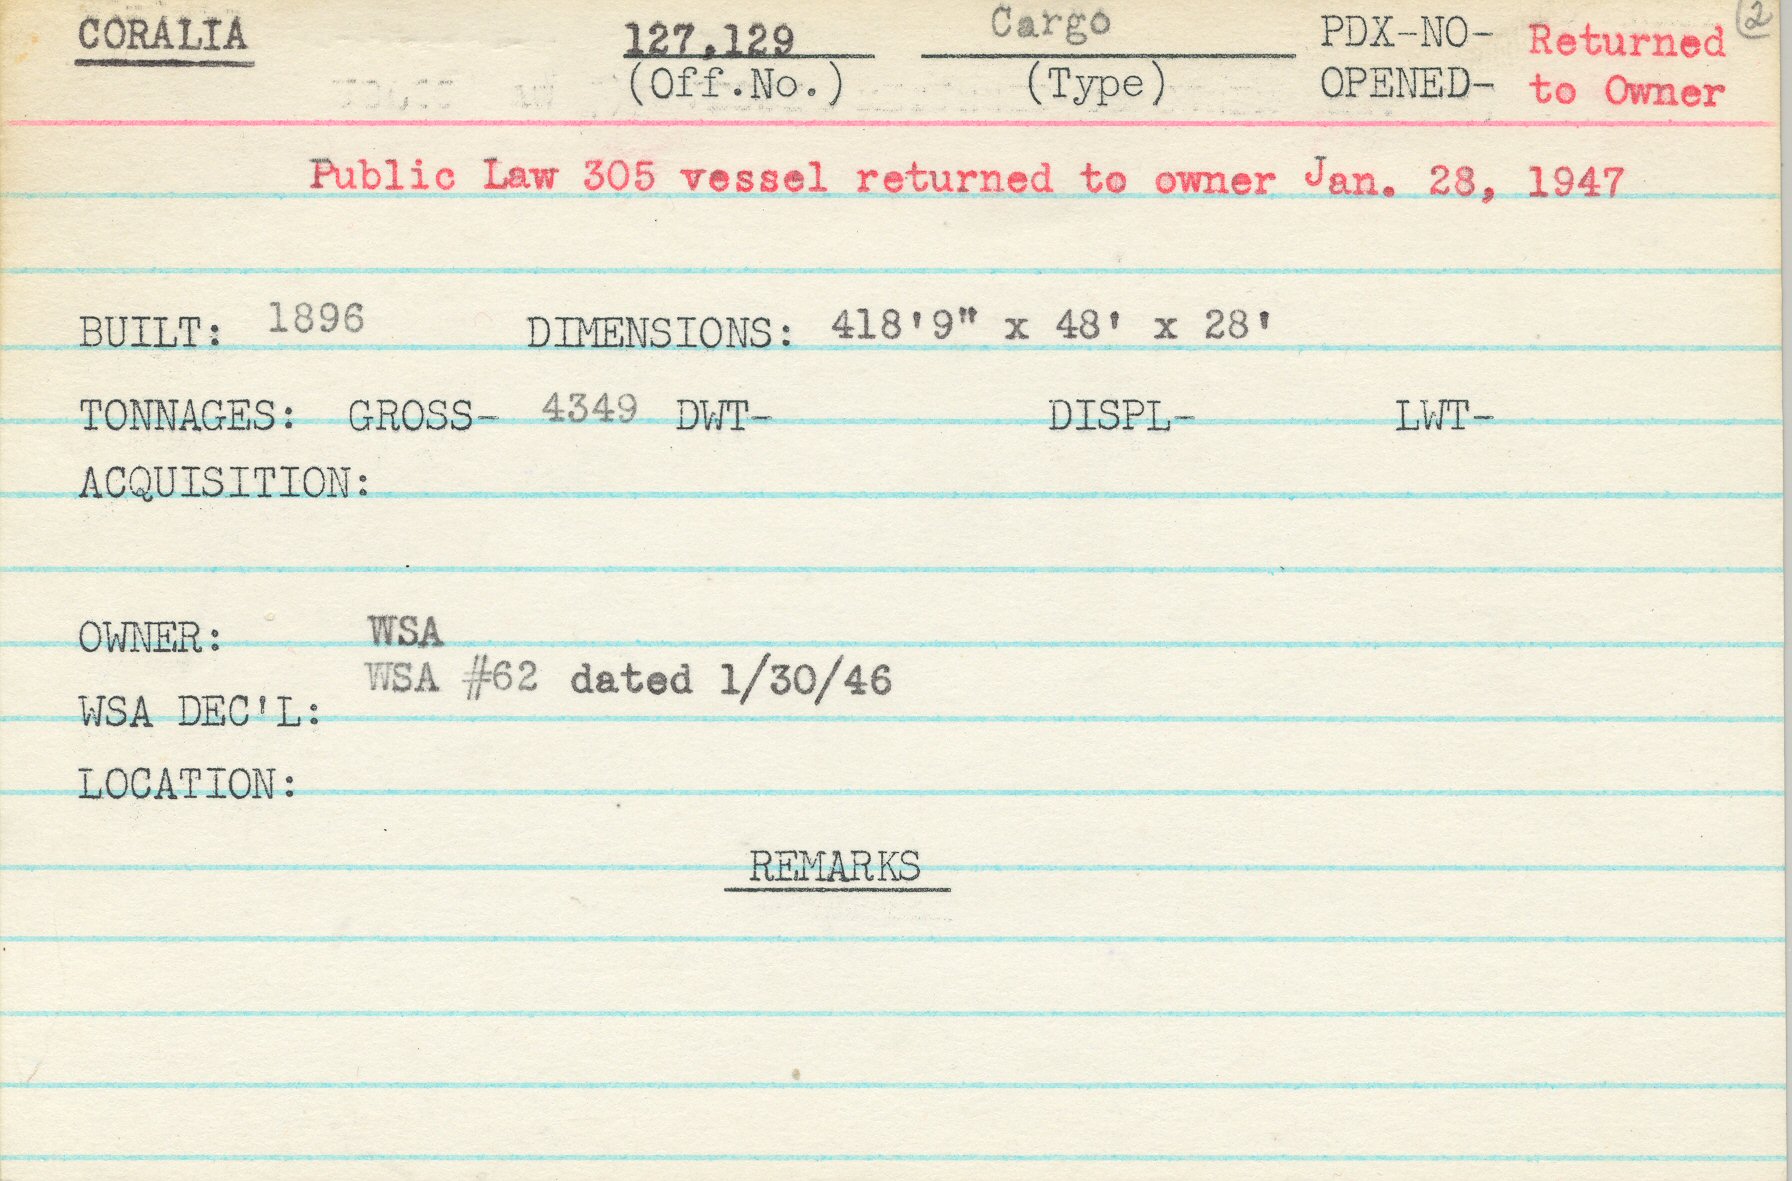 CORALIA 127,129 Cargo PDX-NO- Returned 2
(Off.No.) (Type) OPENED- to Owner
Public Law 305 vessel returned to owner Jan. 28, 1947
BUILT: 1896 DIMENSIONS: 418'9" x 48' x 28'
TONNAGES: GROSS- 4349 DWT- DISPL- LWT-
ACQUISITION:
OWNER: WSA
WSA #62 dated 1/30/46
WSA DEC'L:
LOCATION:
REMARKS